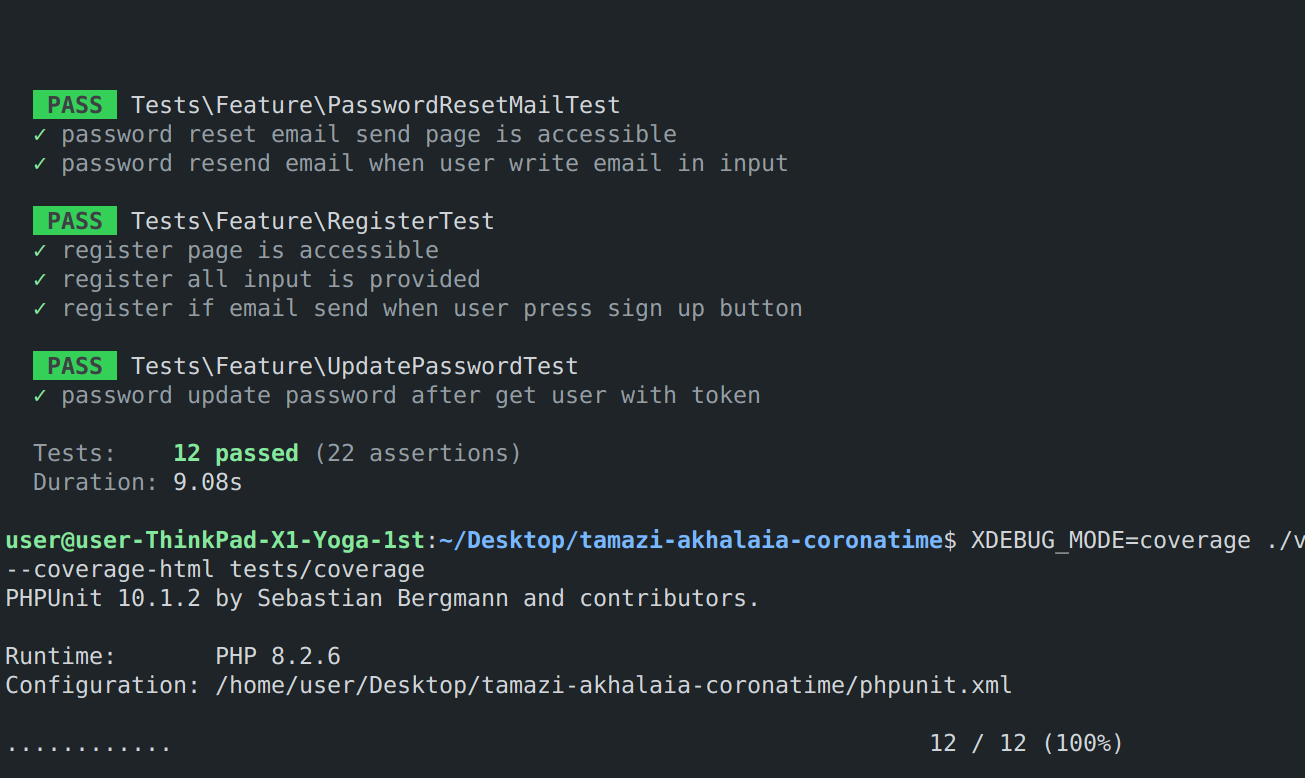 PASS Tests\Feature\PasswordResetMailTest
✓ password reset email send page is accessible
✓ password resend email when user write email in input
PASS Tests\Feature\RegisterTest
✓ register page is accessible
✓ register all input is provided
✓ register if email send when user press sign up button
PASS Tests\Feature\UpdatePasswordTest
✓ password update password after get user with token
Tests: 12 passed (22 assertions)
Duration: 9.08s
user@user-ThinkPad-X1-Yoga-1st:~/Desktop/tamazi-akhalaia-coronatime$ XDEBUG_MODE=coverage ./v
--coverage-html tests/coverage
PHPUnit 10.1.2 by Sebastian Bergmann and contributors.
Runtime: PHP 8.2.6
Configuration: /home/user/Desktop/tamazi-akhalaia-coronatime/phpunit.xml
............ 12 / 12 (100%)